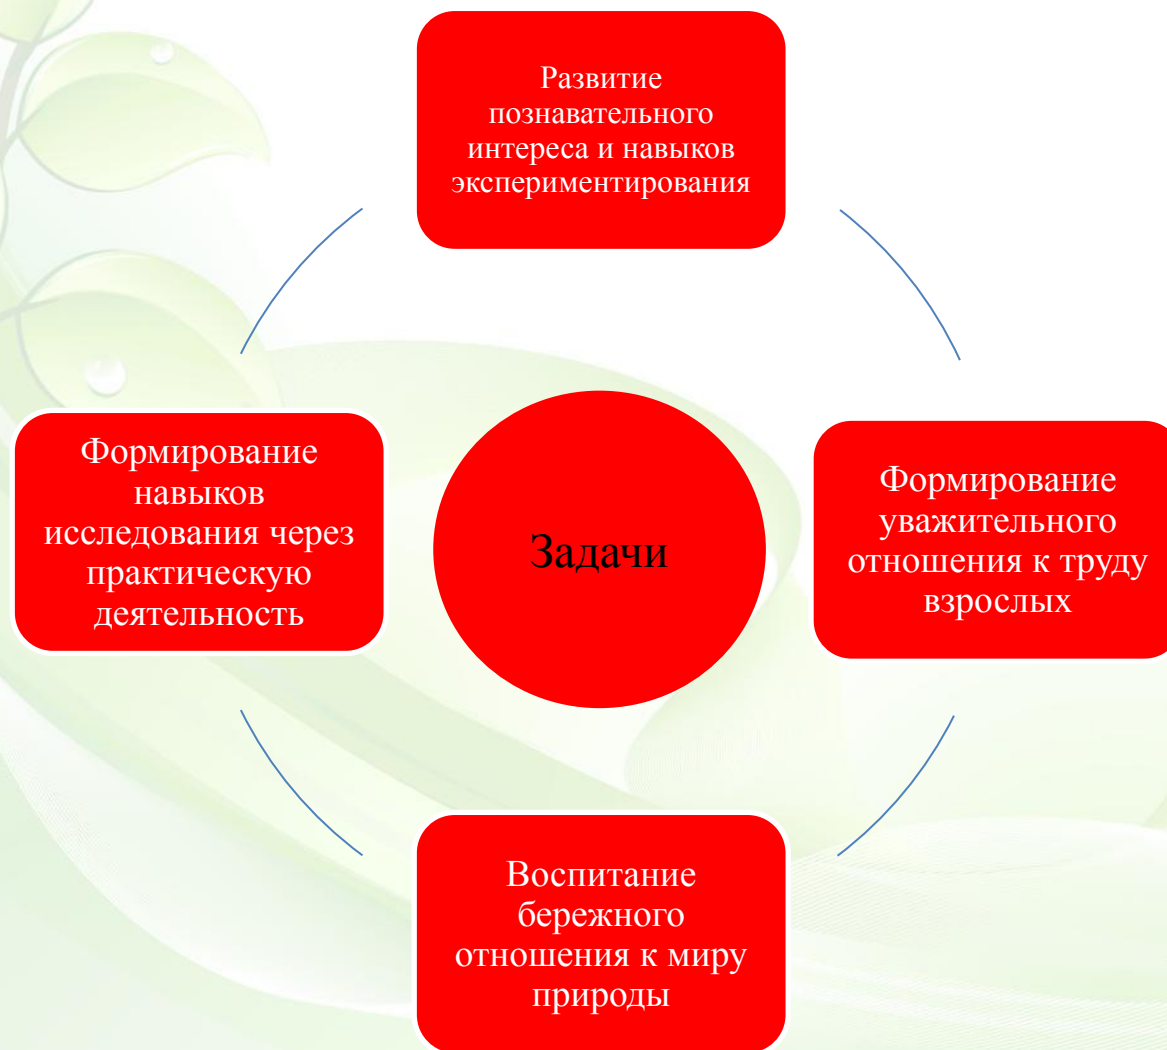 Развитие
познавательного
интереса и навыков
экспериментирования
Формирование
навыков
исследования через
практическую
деятельность
Задачи
Формирование
уважительного
отношения к труду
взрослых
Воспитание
бережного
отношения к миру
природы